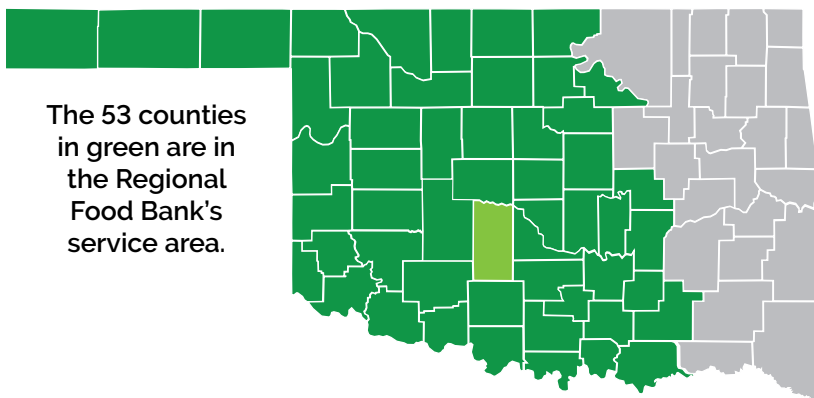 The 53 counties
in green are in
the Regional
Food Bank's
service area.